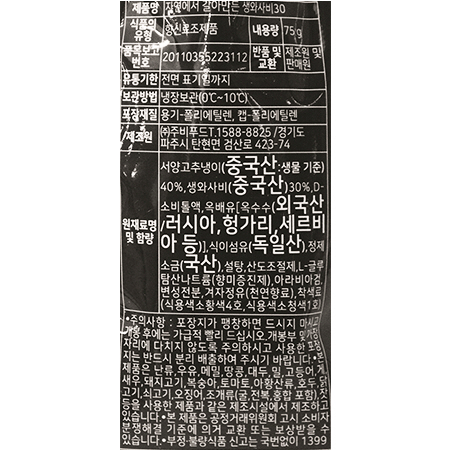 제품명 자연에서 갈아만든 생와사비30
식품의 유형 향신료조제품 내용량 75g
품목보고번호 20110355223112 반품 및 교환 제조원 및 판매원
유통기한 전면 표기일까지
보관방법 냉장보관(0℃~10℃)
포장재질 용기-폴리에틸렌, 캡-폴리에틸렌
제조원 ㈜주비푸드T.1588-8825 /경기도
파주시 탄현면 검산로 423-74
원재료명 및 함량
서양고추냉이(중국산:생물 기준)
40%,생와사비(중국산)30%,D-
소비톨액, 옥배유[옥수수(외국산
/러시아,헝가리,세르비
아 등)],식이섬유(독일산),정제
소금(국산),설탕,산도조절제,L-글루
탐산나트륨(향미증진제),아라비아검,
변성전분,겨자정유(천연향료),착색료
(식용색소황색4호,식용색소청색1호)
•주의사항 : 포장지가 팽창하면 드시지 마시고
개봉후에는 가급적 빨리 드십시오.개봉부 및
자리에 다치지 않도록 주의하시고 사용한 포장
지는 반드시 분리 배출하여 주시기 바랍니다.•본
제품은 난류,우유,메밀,땅콩,대두,밀,고등어,게,
새우,돼지고기,복숭아,토마토,아황산류,호두,닭
고기,쇠고기,오징어,조개류(굴,전복,홍합 포함),잣
등을 사용한 제품과 같은 제조시설에서 제조하고
있습니다.•본 제품은 공정거래위원회 고시 소비자
분쟁해결 기준에 의거 교환 또는 보상받을 수
있습니다.•부정·불량식품 신고는 국번없이 1399